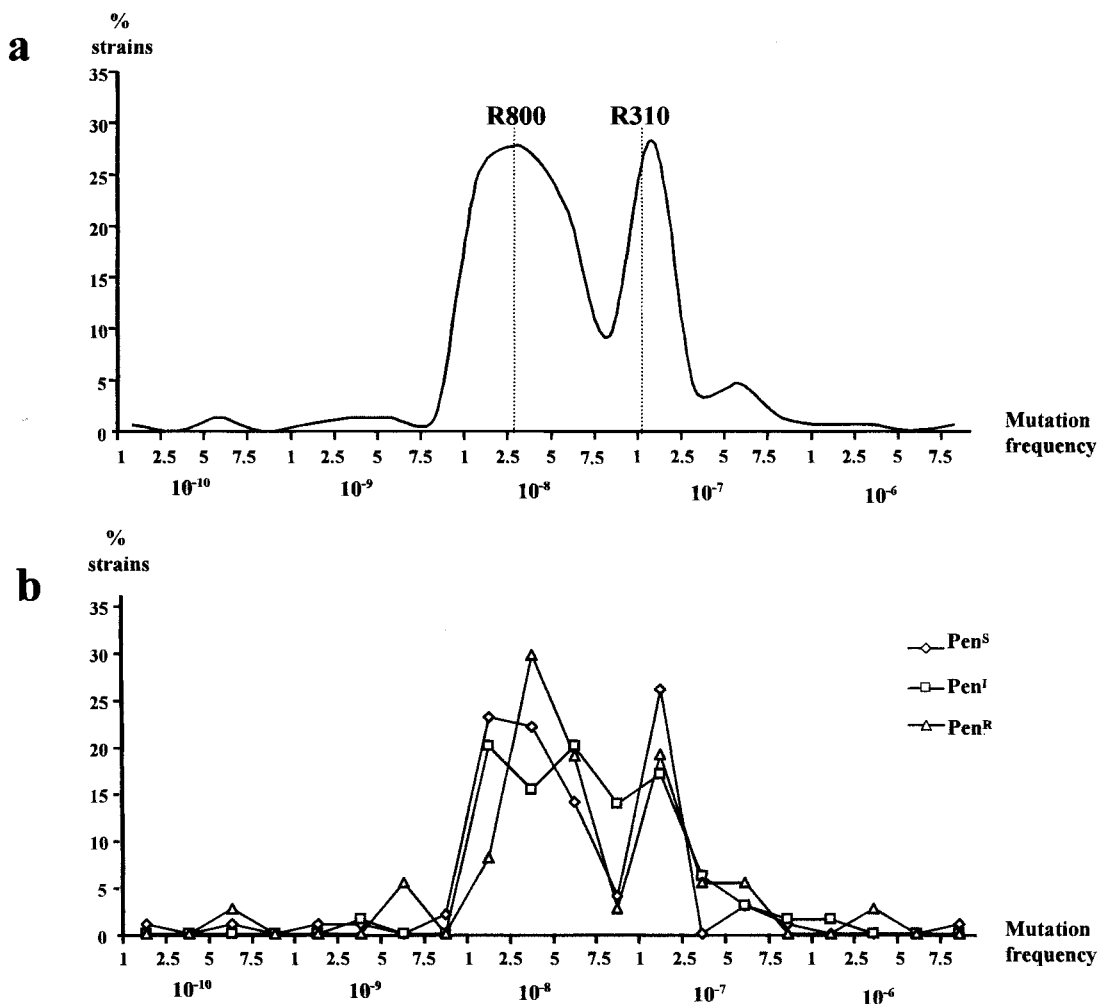 a
%
strains
35
30
25
20
15
10
5
0
R800 R310
1 2.5 5 7.5 1 2.5 5 7.5 1 2.5 5 7.5 1 2.5 5 7.5 1 2.5 5 7.5
10⁻¹⁰ 10⁻⁹ 10⁻⁸ 10⁻⁷ 10⁻⁶
Mutation
frequency
b
%
strains
35
30
25
20
15
10
5
0
Penˢ
Penᴵ
Penᴿ
1 2.5 5 7.5 1 2.5 5 7.5 1 2.5 5 7.5 1 2.5 5 7.5 1 2.5 5 7.5
10⁻¹⁰ 10⁻⁹ 10⁻⁸ 10⁻⁷ 10⁻⁶
Mutation
frequency